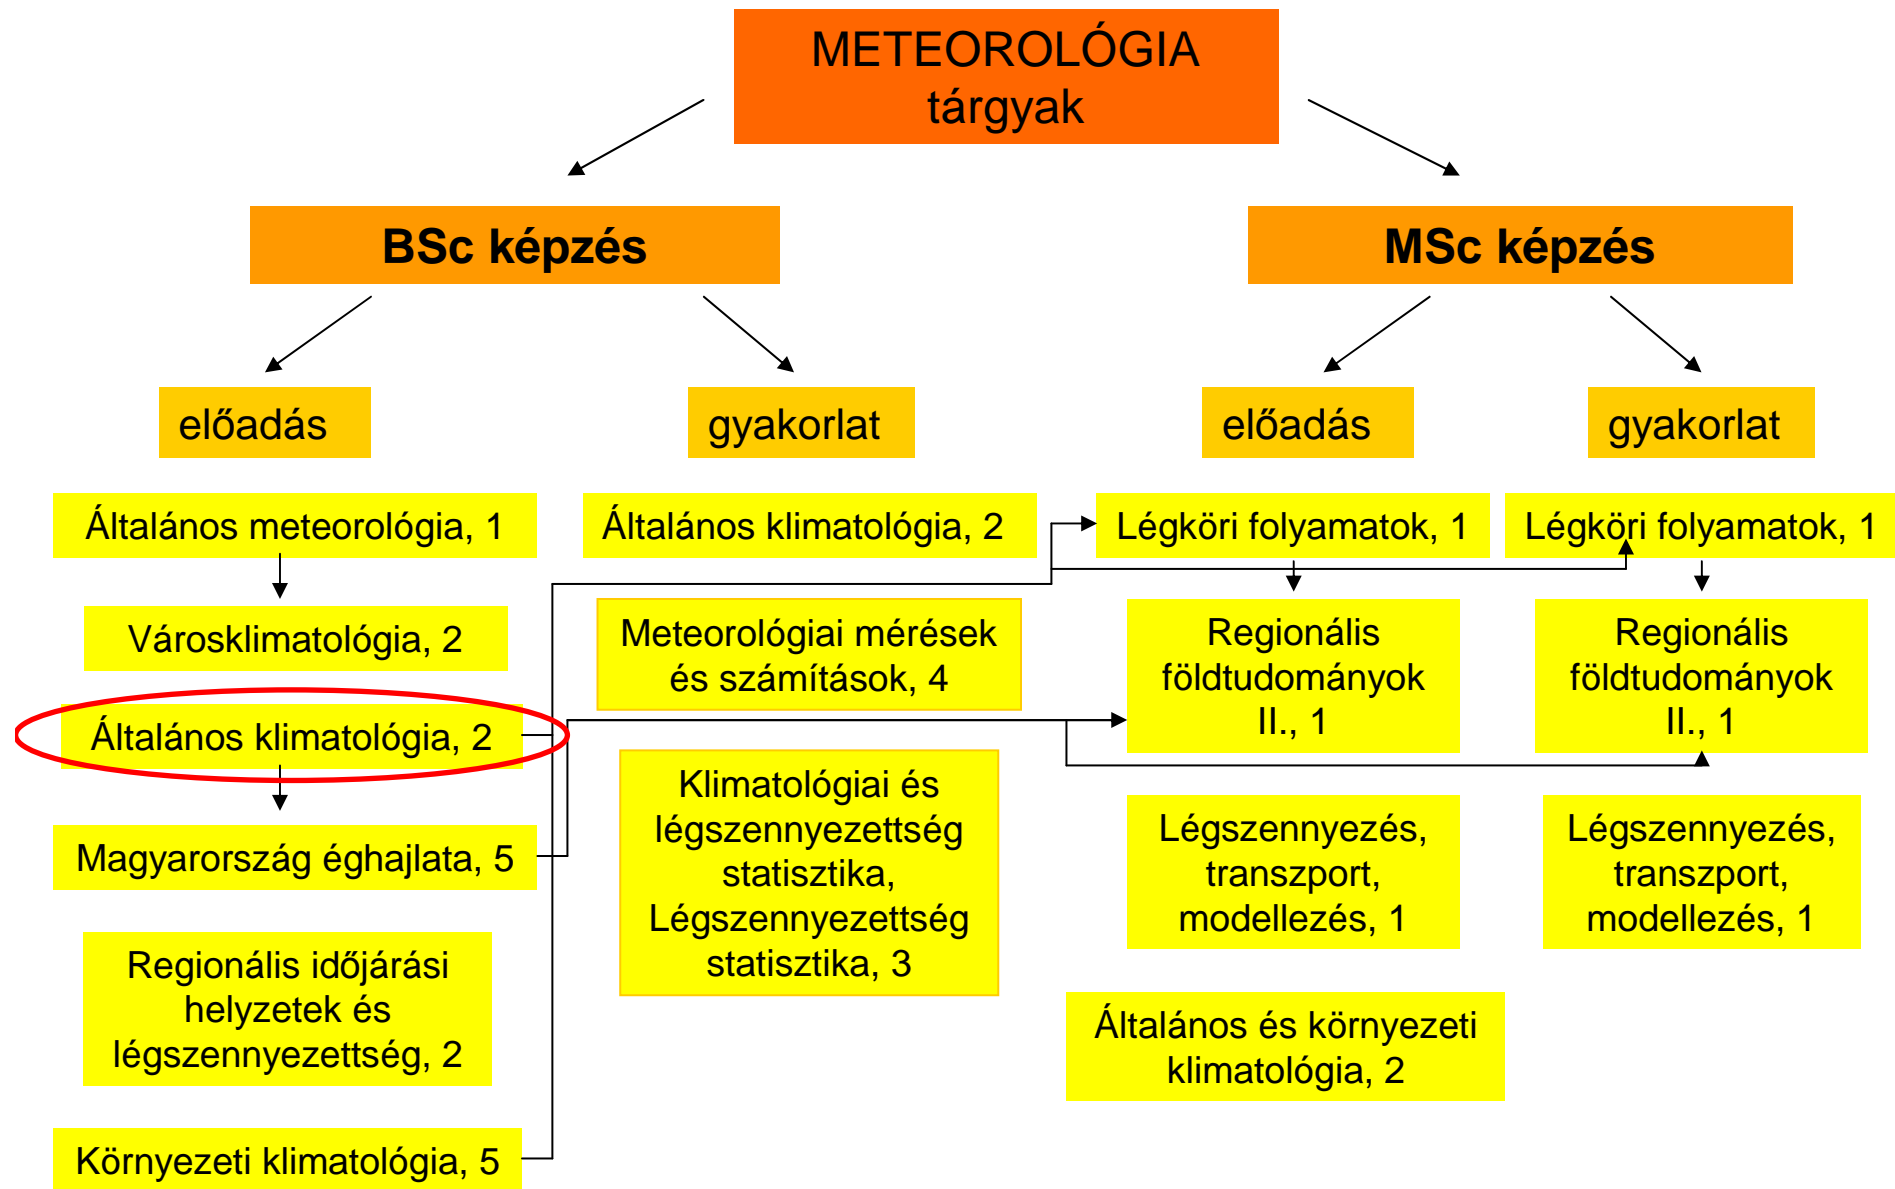 METEOROLÓGIA
tárgyak
BSc képzés
MSc képzés
előadás
gyakorlat
előadás
gyakorlat
Általános meteorológia, 1
Városklimatológia, 2
Általános klimatológia, 2
Magyarország éghajlata, 5
Regionális időjárási
helyzetek és
légszennyezettség, 2
Környezeti klimatológia, 5
Általános klimatológia, 2
Meteorológiai mérések
és számítások, 4
Klimatológiai és
légszennyezettség
statisztika,
Légszennyezettség
statisztika, 3
Légköri folyamatok, 1
Regionális
földtudományok
II., 1
Légszennyezés,
transzport,
modellezés, 1
Általános és környezeti
klimatológia, 2
Légköri folyamatok, 1
Regionális
földtudományok
II., 1
Légszennyezés,
transzport,
modellezés, 1